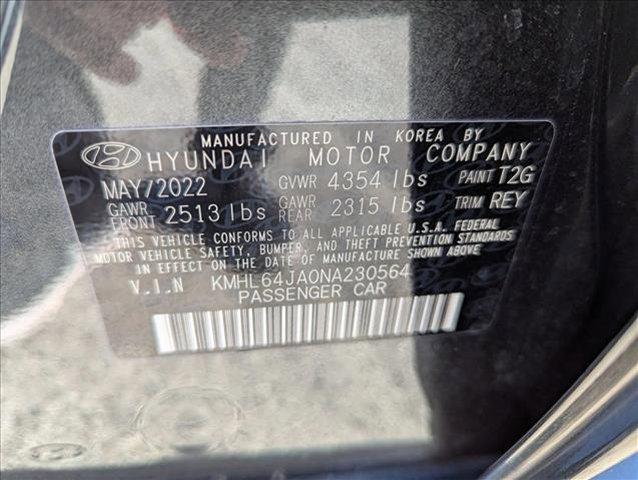 MANUFACTURED IN KOREA BY
HYUNDAI MOTOR COMPANY
MAY/2022 GVWR 4354 lbs PAINT T2G
GAWR FRONT 2513 lbs GAWR REAR 2315 lbs TRIM REY
THIS VEHICLE CONFORMS TO ALL APPLICABLE U.S.A. FEDERAL
MOTOR VEHICLE SAFETY, BUMPER, AND THEFT PREVENTION STANDARDS
IN EFFECT ON THE DATE OF MANUFACTURE SHOWN ABOVE
V.I.N KMHL64JA0NA230564
PASSENGER CAR